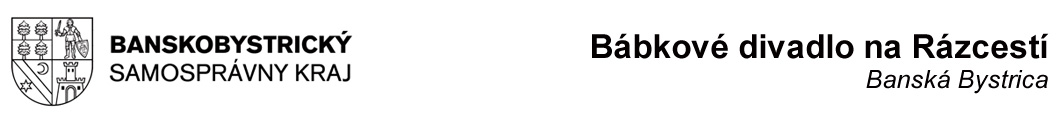 BANSKOBYSTRICKÝ
SAMOSPRÁVNY KRAJ
Bábkové divadlo na Rázcestí
Banská Bystrica